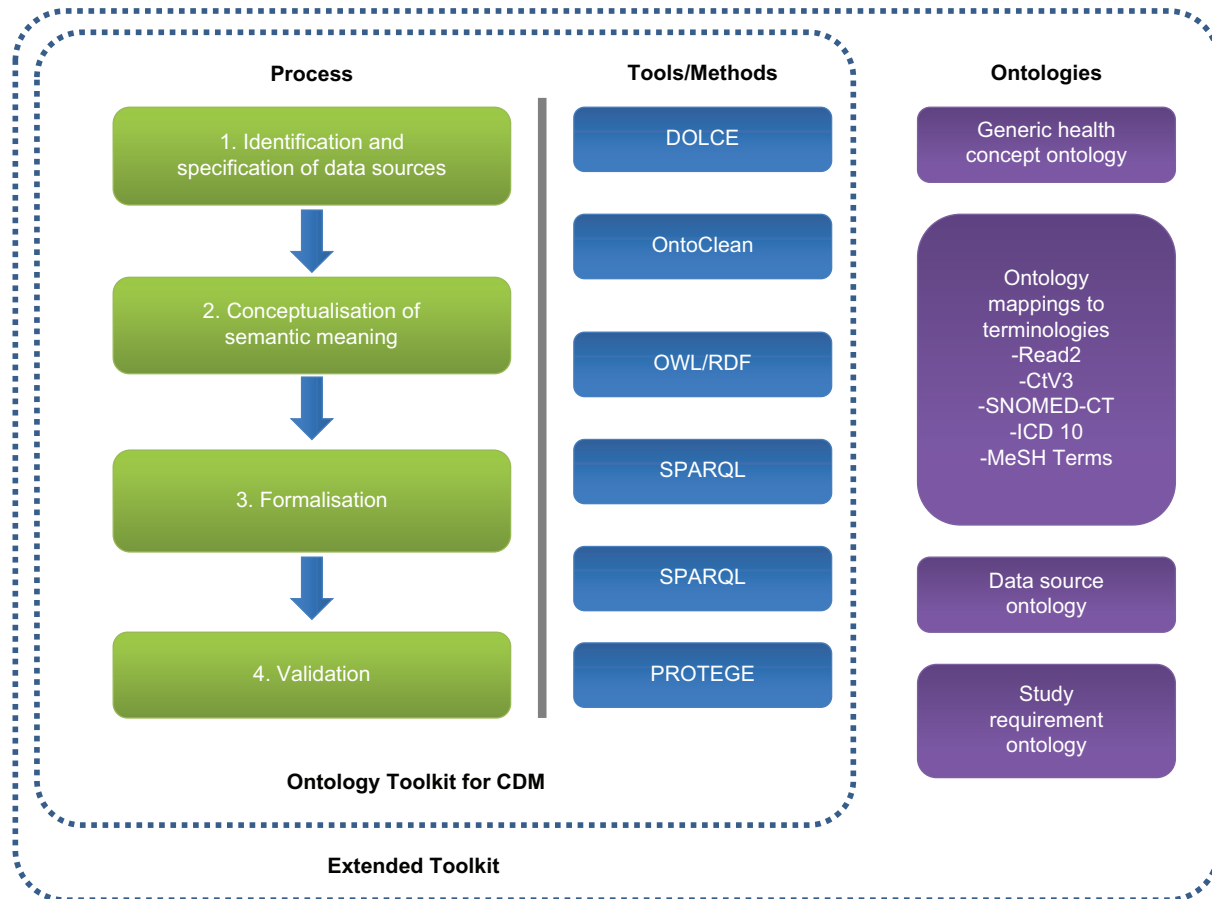 Process
1. Identification and
specification of data sources
2. Conceptualisation of
semantic meaning
3. Formalisation
4. Validation
Tools/Methods
DOLCE
OntoClean
OWL/RDF
SPARQL
SPARQL
PROTEGE
Ontology Toolkit for CDM
Ontologies
Generic health
concept ontology
Ontology
mappings to
terminologies
-Read2
-CtV3
-SNOMED-CT
-ICD 10
-MeSH Terms
Data source
ontology
Study
requirement
ontology
Extended Toolkit